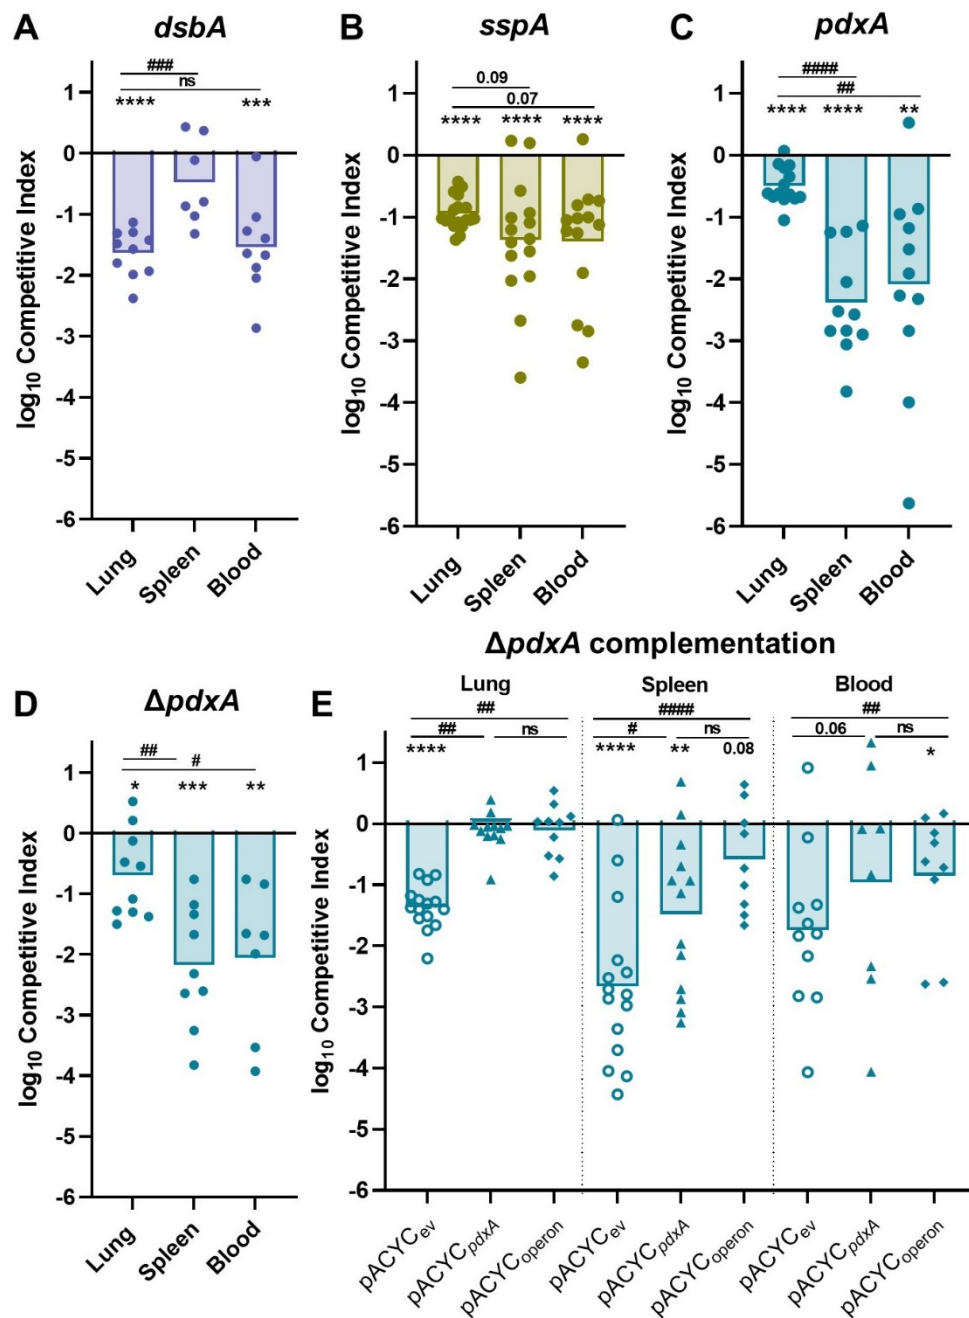 A
dsbA
###
ns
****
***
log10 Competitive Index
1
0
-1
-2
-3
-4
-5
-6
Lung
Spleen
Blood
B
sspA
0.09
0.07
****
****
****
log10 Competitive Index
1
0
-1
-2
-3
-4
-5
-6
Lung
Spleen
Blood
C
pdxA
####
##
****
****
**
log10 Competitive Index
1
0
-1
-2
-3
-4
-5
-6
Lung
Spleen
Blood
D
ΔpdxA
##
#
*
***
**
log10 Competitive Index
1
0
-1
-2
-3
-4
-5
-6
Lung
Spleen
Blood
ΔpdxA complementation
E
Lung
Spleen
Blood
##
####
##
##
ns
#
ns
0.06
ns
****
****
**
0.08
*
log10 Competitive Index
1
0
-1
-2
-3
-4
-5
-6
pACYCev
pACYCpdxA
pACYCoperon
pACYCev
pACYCpdxA
pACYCoperon
pACYCev
pACYCpdxA
pACYCoperon